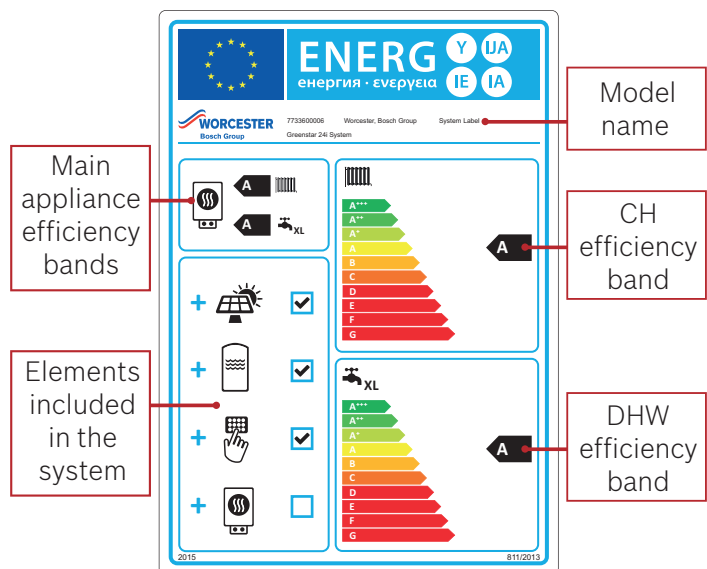 ENERG
Y IJA
IE IA
енергия · ενεργεια
WORCESTER
Bosch Group
7733600006 Worcester, Bosch Group System Label
Greenstar 24i System
Model
name
Main
appliance
efficiency
bands
A
A
XL
A+++
A++
A+
A
B
C
D
E
F
G
A
CH
efficiency
band
Elements
included
in the
system
XL
A+++
A++
A+
A
B
C
D
E
F
G
A
DHW
efficiency
band
2015
811/2013